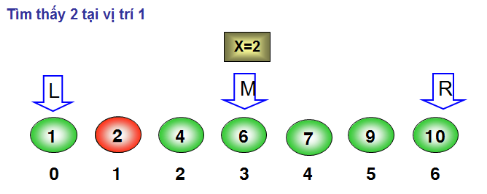 Tìm thấy 2 tại vị trí 1
X=2
L M R
1 2 4 6 7 9 10
0 1 2 3 4 5 6